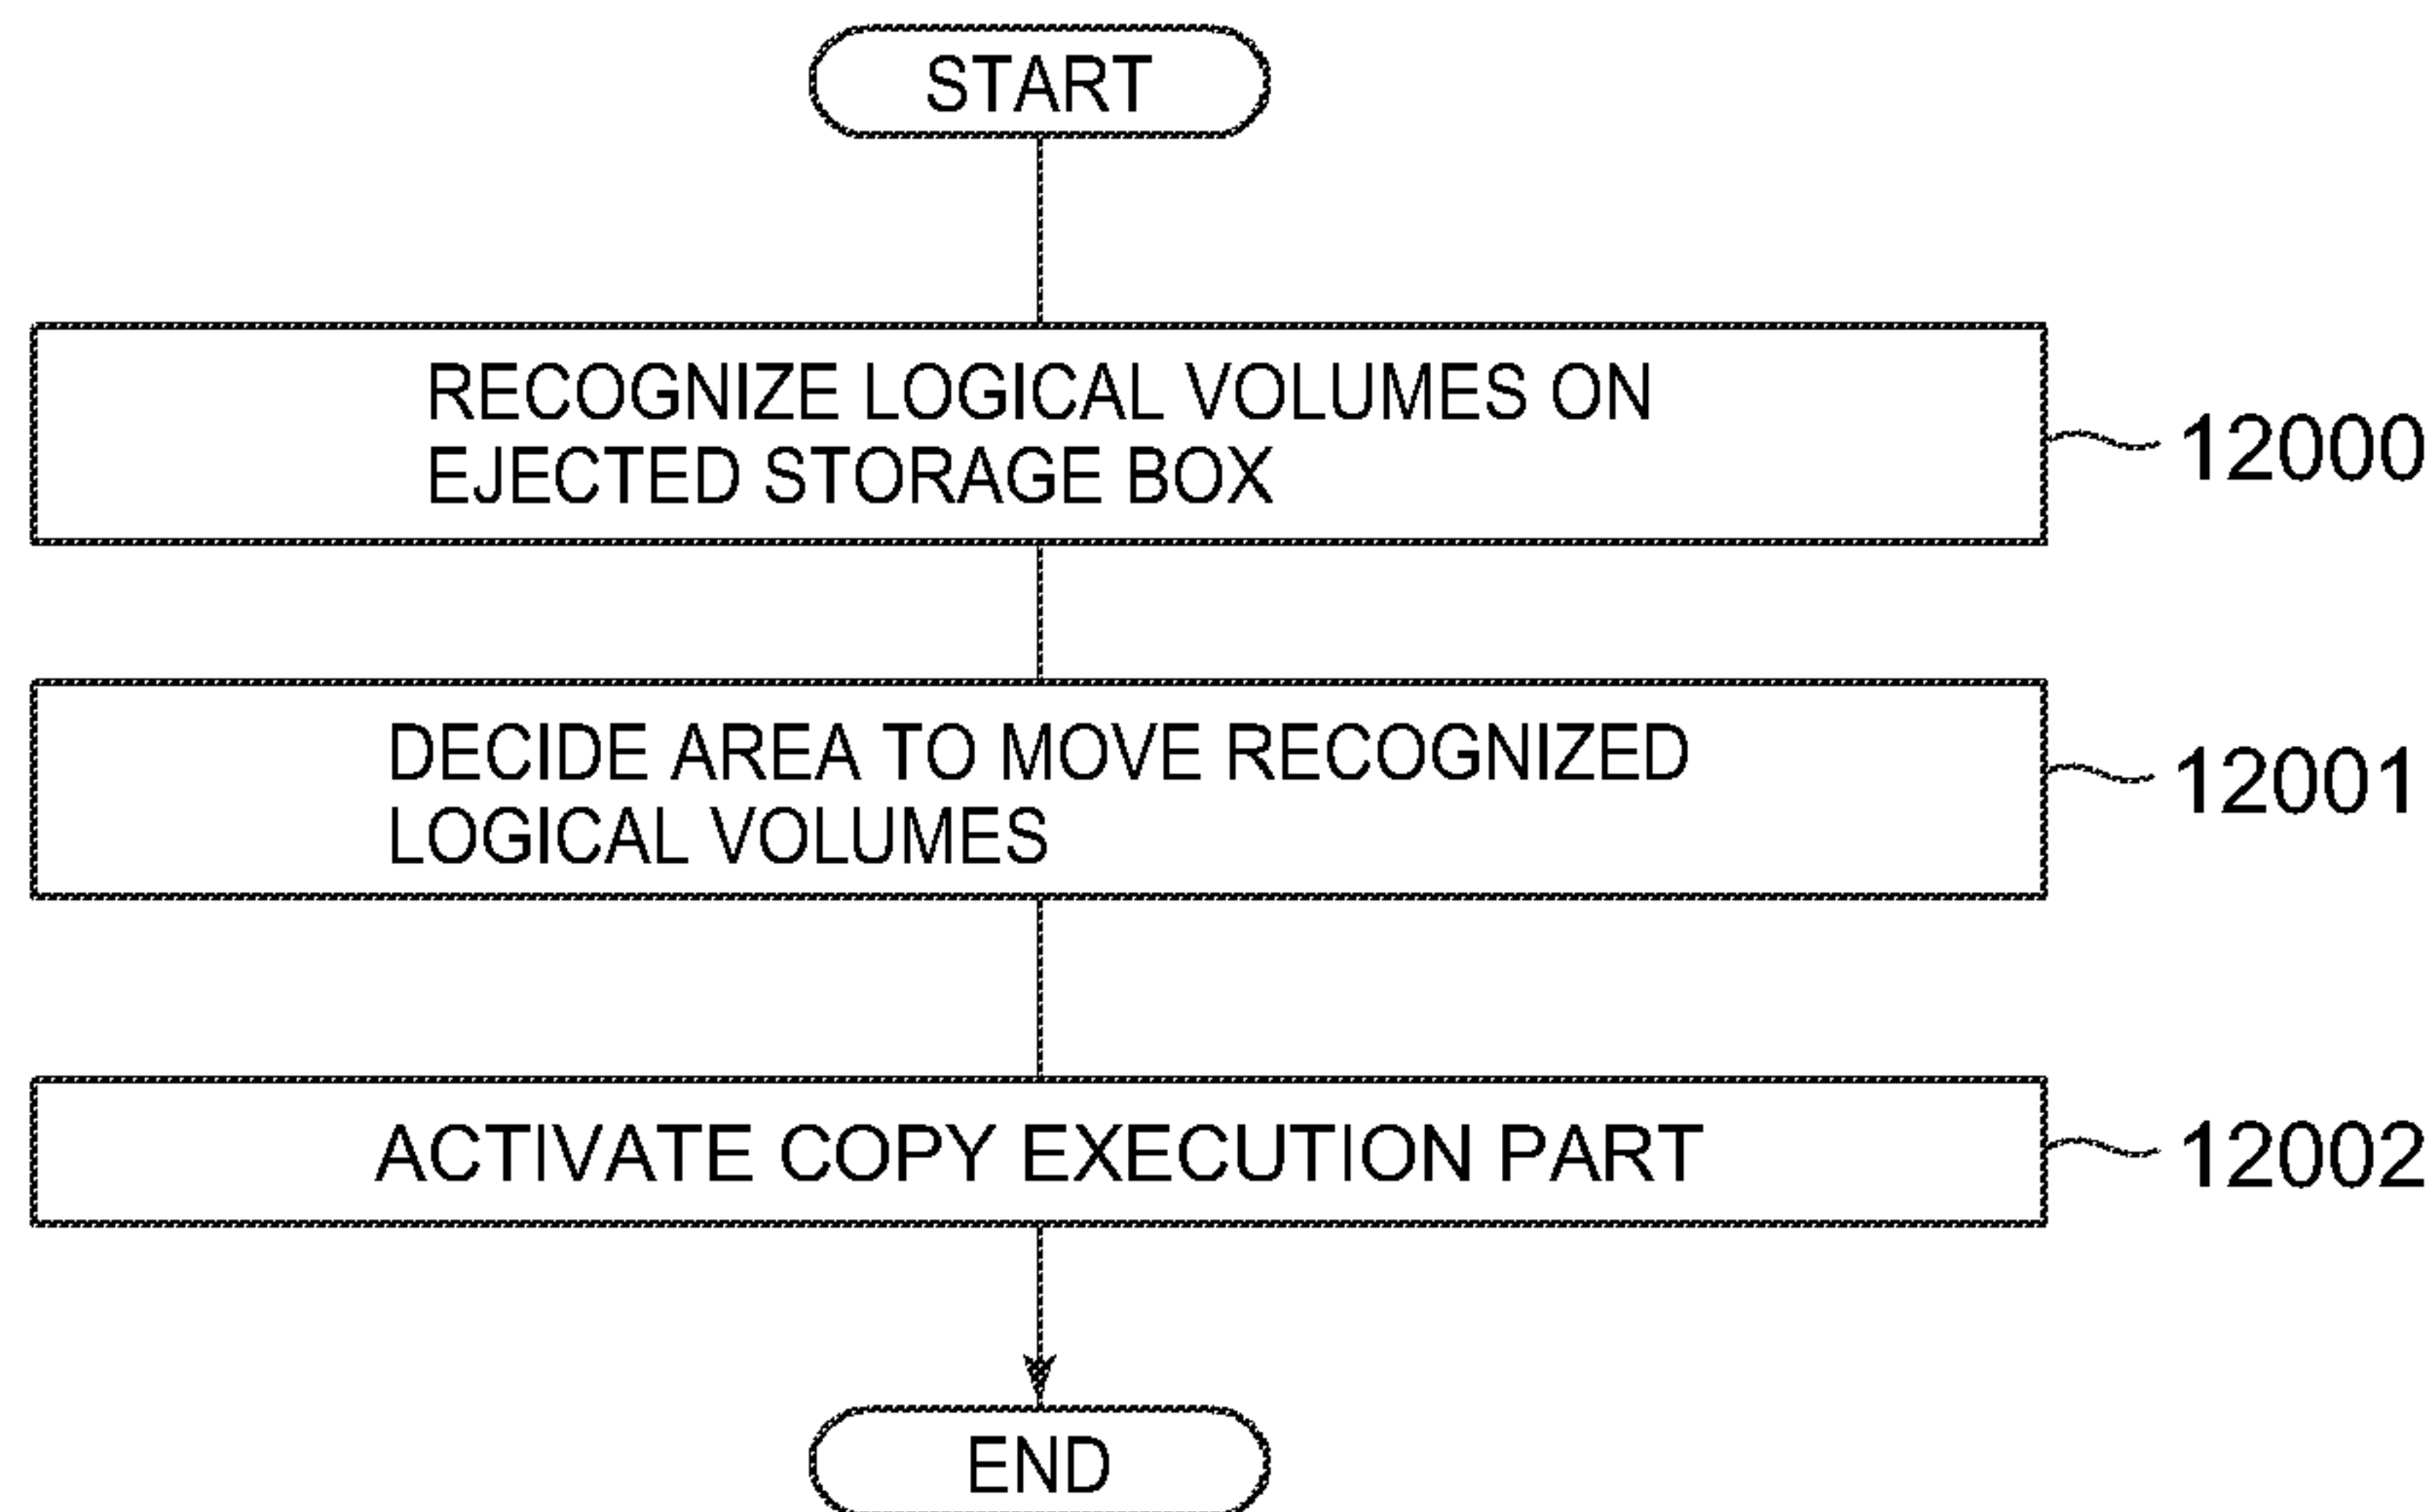 START
RECOGNIZE LOGICAL VOLUMES ON
EJECTED STORAGE BOX
12000
DECIDE AREA TO MOVE RECOGNIZED
LOGICAL VOLUMES
12001
ACTIVATE COPY EXECUTION PART
12002
END